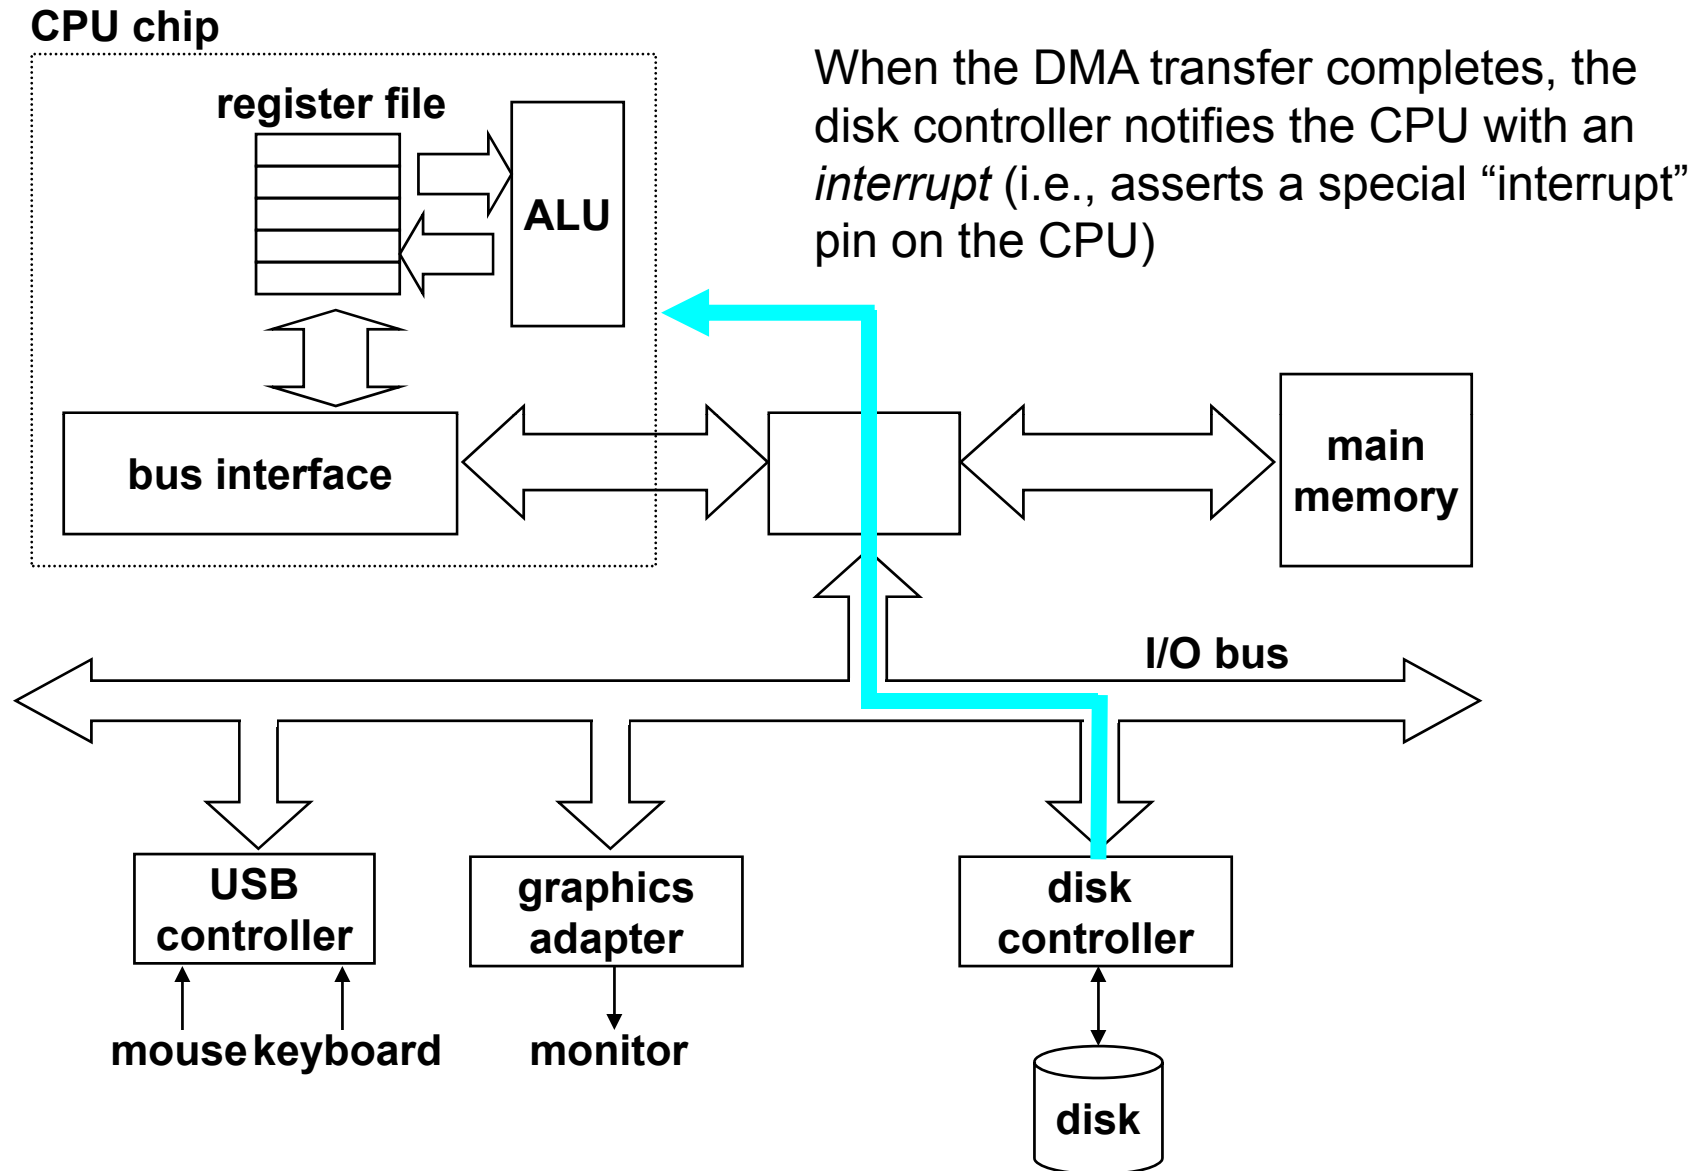 CPU chip
When the DMA transfer completes, the
disk controller notifies the CPU with an
interrupt (i.e., asserts a special “interrupt”
pin on the CPU)
register file
ALU
bus interface
main
memory
I/O bus
USB
controller
graphics
adapter
disk
controller
mouse keyboard
monitor
disk